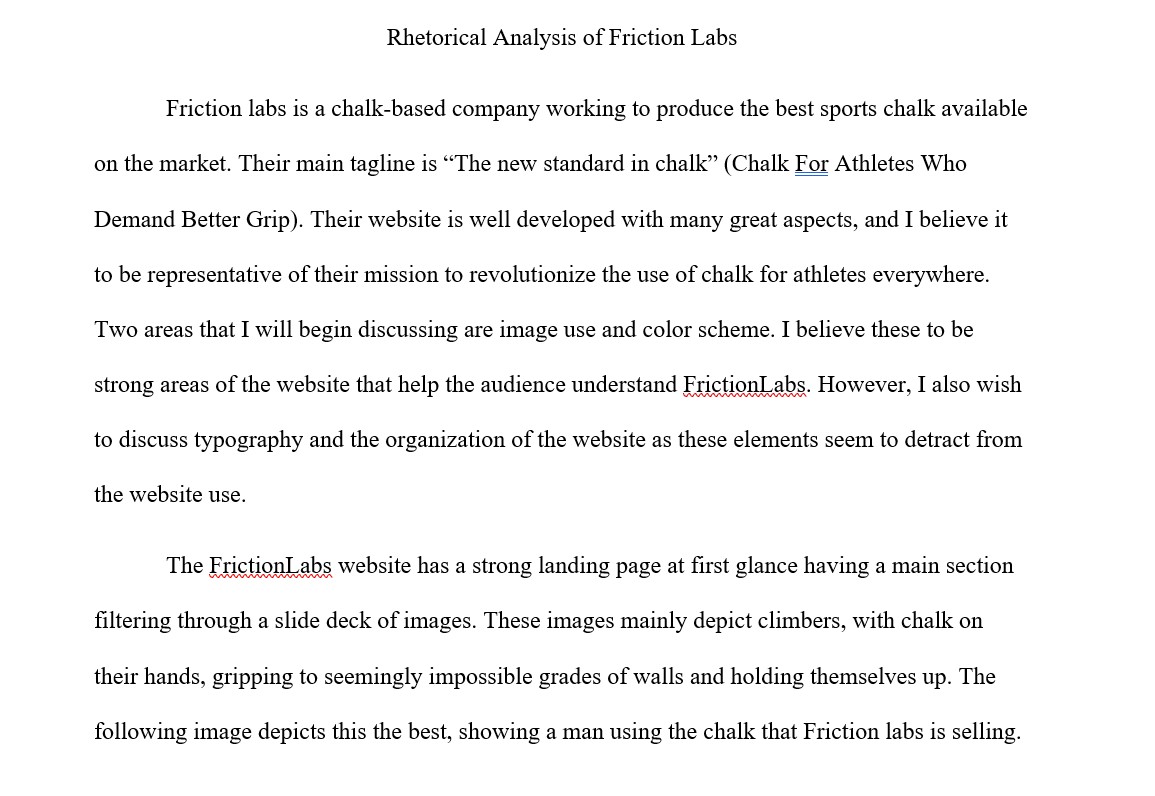 Rhetorical Analysis of Friction Labs
Friction labs is a chalk-based company working to produce the best sports chalk available
on the market. Their main tagline is “The new standard in chalk” (Chalk For Athletes Who
Demand Better Grip). Their website is well developed with many great aspects, and I believe it
to be representative of their mission to revolutionize the use of chalk for athletes everywhere.
Two areas that I will begin discussing are image use and color scheme. I believe these to be
strong areas of the website that help the audience understand FrictionLabs. However, I also wish
to discuss typography and the organization of the website as these elements seem to detract from
the website use.
The FrictionLabs website has a strong landing page at first glance having a main section
filtering through a slide deck of images. These images mainly depict climbers, with chalk on
their hands, gripping to seemingly impossible grades of walls and holding themselves up. The
following image depicts this the best, showing a man using the chalk that Friction labs is selling.